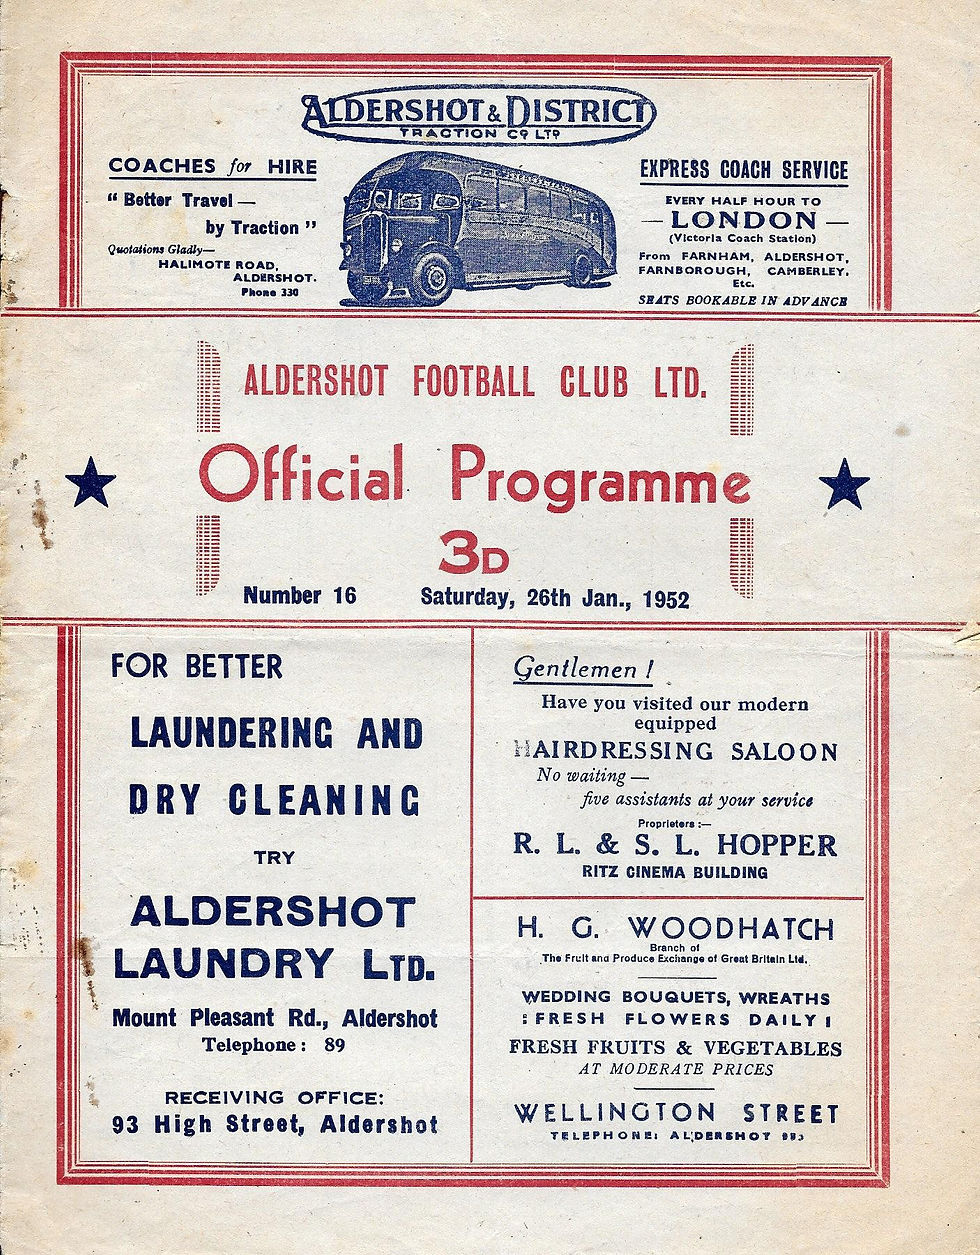 ALDERSHOT & DISTRICT
TRACTION CO LTD
COACHES for HIRE
" Better Travel —
by Traction "
Quotations Gladly—
HALIMOTE ROAD,
ALDERSHOT.
Phone 330
EXPRESS COACH SERVICE
EVERY HALF HOUR TO
— LONDON —
(Victoria Coach Station)
From FARNHAM, ALDERSHOT,
FARNBOROUGH, CAMBERLEY.
Etc.
SEATS BOOKABLE IN ADVANCE
ALDERSHOT FOOTBALL CLUB LTD.
Official Programme
3D
Number 16 Saturday, 26th Jan., 1952
FOR BETTER
LAUNDERING AND
DRY CLEANING
TRY
ALDERSHOT
LAUNDRY LTD.
Mount Pleasant Rd., Aldershot
Telephone : 89
RECEIVING OFFICE:
93 High Street, Aldershot
Gentlemen !
Have you visited our modern
equipped
HAIRDRESSING SALOON
No waiting —
five assistants at your service
Proprietors :—
R. L. & S. L. HOPPER
RITZ CINEMA BUILDING
H. G. WOODHATCH
Branch of
The Fruit and Produce Exchange of Great Britain Ltd.
WEDDING BOUQUETS, WREATHS
: FRESH FLOWERS DAILY :
FRESH FRUITS & VEGETABLES
AT MODERATE PRICES
WELLINGTON STREET
TELEPHONE: ALDERSHOT